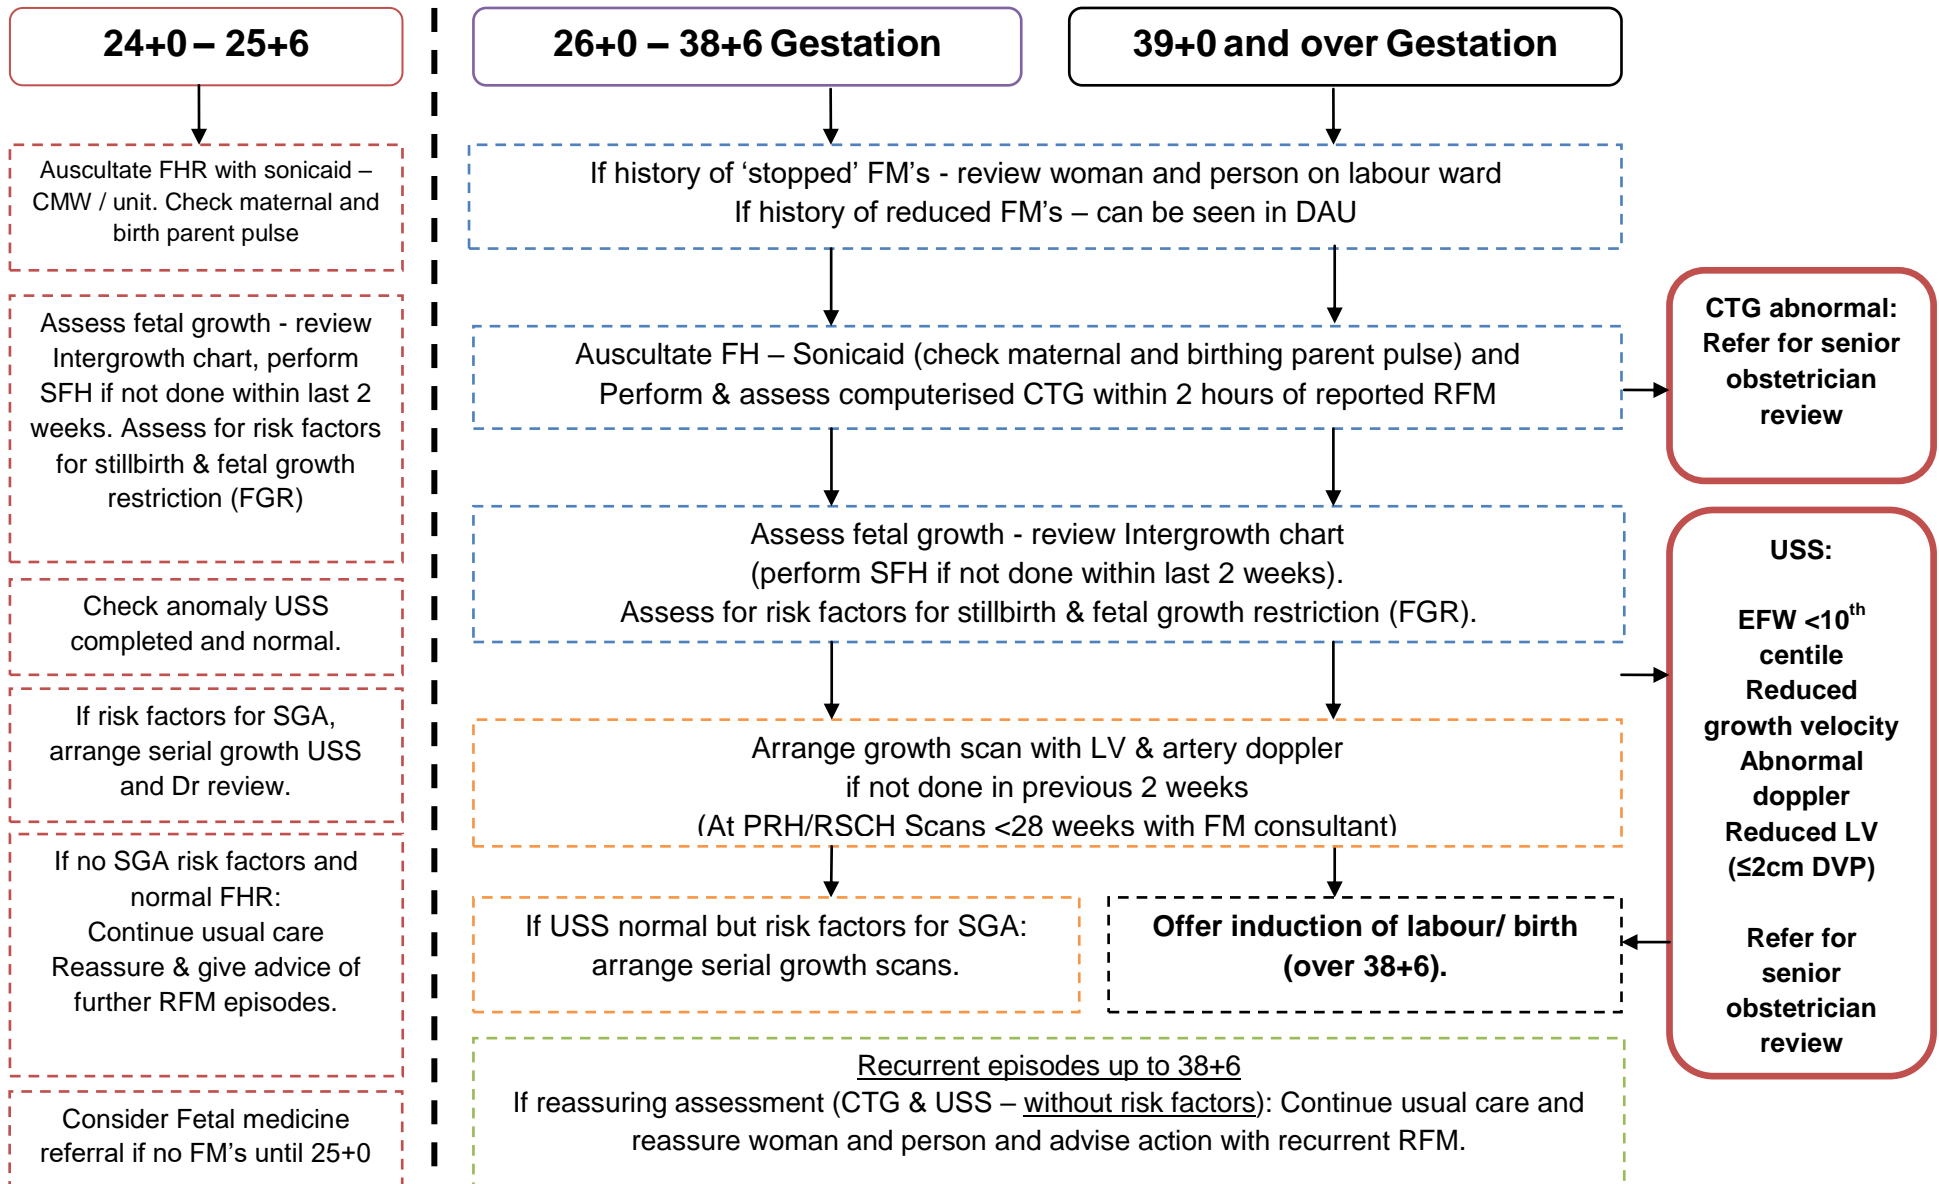 24+0 – 25+6
Auscultate FHR with sonicaid –
CMW / unit. Check maternal and
birth parent pulse
Assess fetal growth - review
Intergrowth chart, perform
SFH if not done within last 2
weeks. Assess for risk factors
for stillbirth & fetal growth
restriction (FGR)
Check anomaly USS
completed and normal.
If risk factors for SGA,
arrange serial growth USS
and Dr review.
If no SGA risk factors and
normal FHR:
Continue usual care
Reassure & give advice of
further RFM episodes.
Consider Fetal medicine
referral if no FM’s until 25+0
26+0 – 38+6 Gestation
39+0 and over Gestation
If history of ‘stopped’ FM’s - review woman and person on labour ward
If history of reduced FM’s – can be seen in DAU
Auscultate FH – Sonicaid (check maternal and birthing parent pulse) and
Perform & assess computerised CTG within 2 hours of reported RFM
Assess fetal growth - review Intergrowth chart
(perform SFH if not done within last 2 weeks).
Assess for risk factors for stillbirth & fetal growth restriction (FGR).
Arrange growth scan with LV & artery doppler
if not done in previous 2 weeks
(At PRH/RSCH Scans <28 weeks with FM consultant)
If USS normal but risk factors for SGA:
arrange serial growth scans.
Offer induction of labour/ birth
(over 38+6).
Recurrent episodes up to 38+6
If reassuring assessment (CTG & USS – without risk factors): Continue usual care and
reassure woman and person and advise action with recurrent RFM.
CTG abnormal:
Refer for senior
obstetrician
review
USS:
EFW <10th
centile
Reduced
growth velocity
Abnormal
doppler
Reduced LV
(≤2cm DVP)
Refer for
senior
obstetrician
review